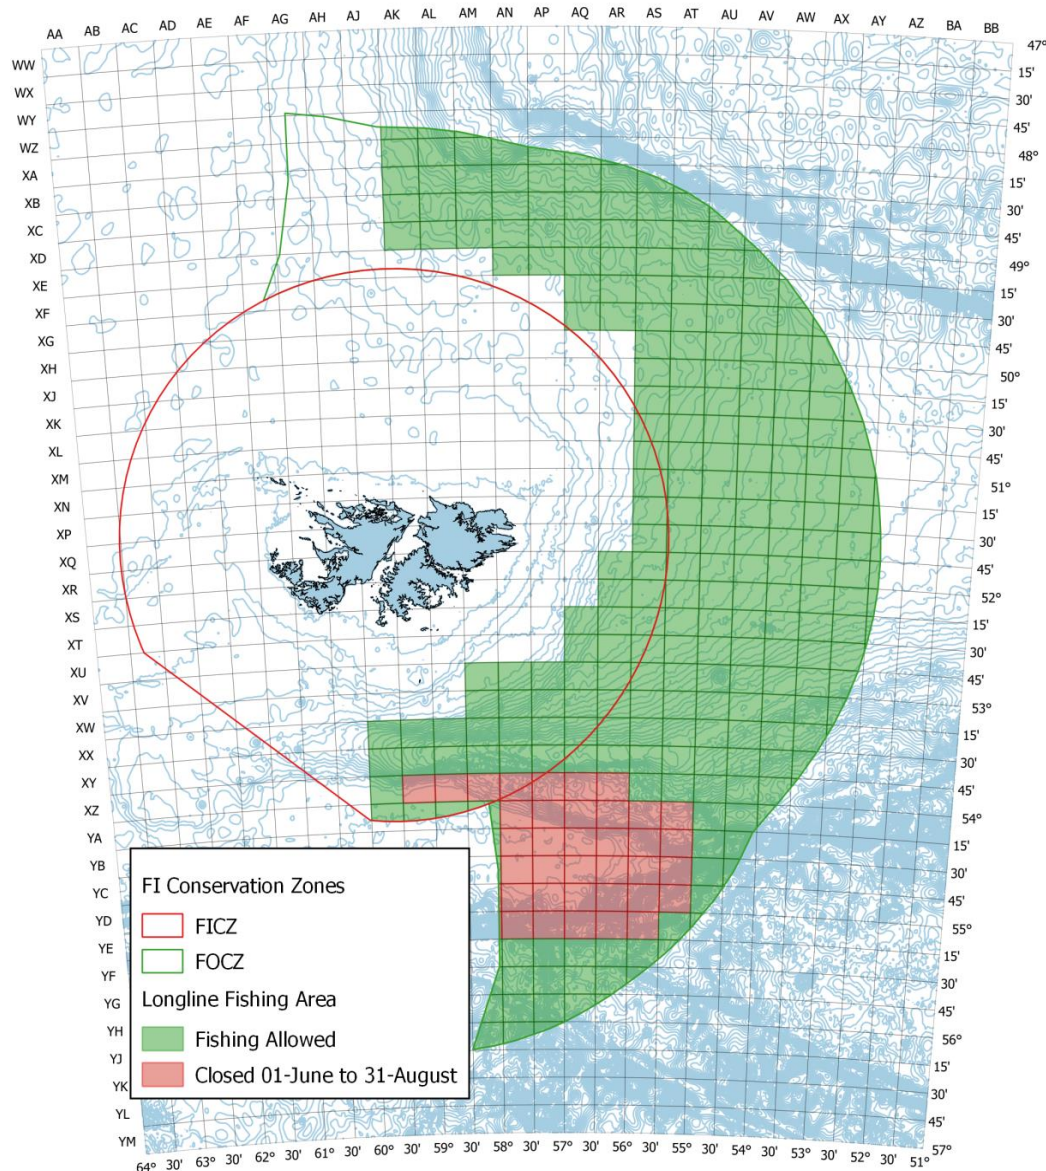 AA AB AC AD AE AF AG AH AJ AK AL AM AN AP AQ AR AS AT AU AV AW AX AY AZ BA BB
47°
WW
15'
WX
30'
WY
45'
WZ
48°
XA
15'
XB
30'
XC
45'
XD
49°
XE
15'
XF
30'
XG
45'
XH
50°
XJ
15'
XK
30'
XL
45'
XM
51°
XN
15'
XP
30'
XQ
45'
XR
52°
XS
15'
XT
30'
XU
45'
XV
53°
XW
15'
XX
30'
XY
45'
XZ
54°
YA
15'
YB
30'
YC
45'
YD
55°
YE
15'
YF
30'
YG
45'
YH
56°
YJ
15'
YK
30'
YL
45'
YM
57°
FI Conservation Zones
FICZ
FOCZ
Longline Fishing Area
Fishing Allowed
Closed 01-June to 31-August
64° 30' 63° 30' 62° 30' 61° 30' 60° 30' 59° 30' 58° 30' 57° 30' 56° 30' 55° 30' 54° 30' 53° 30' 52° 30' 51°